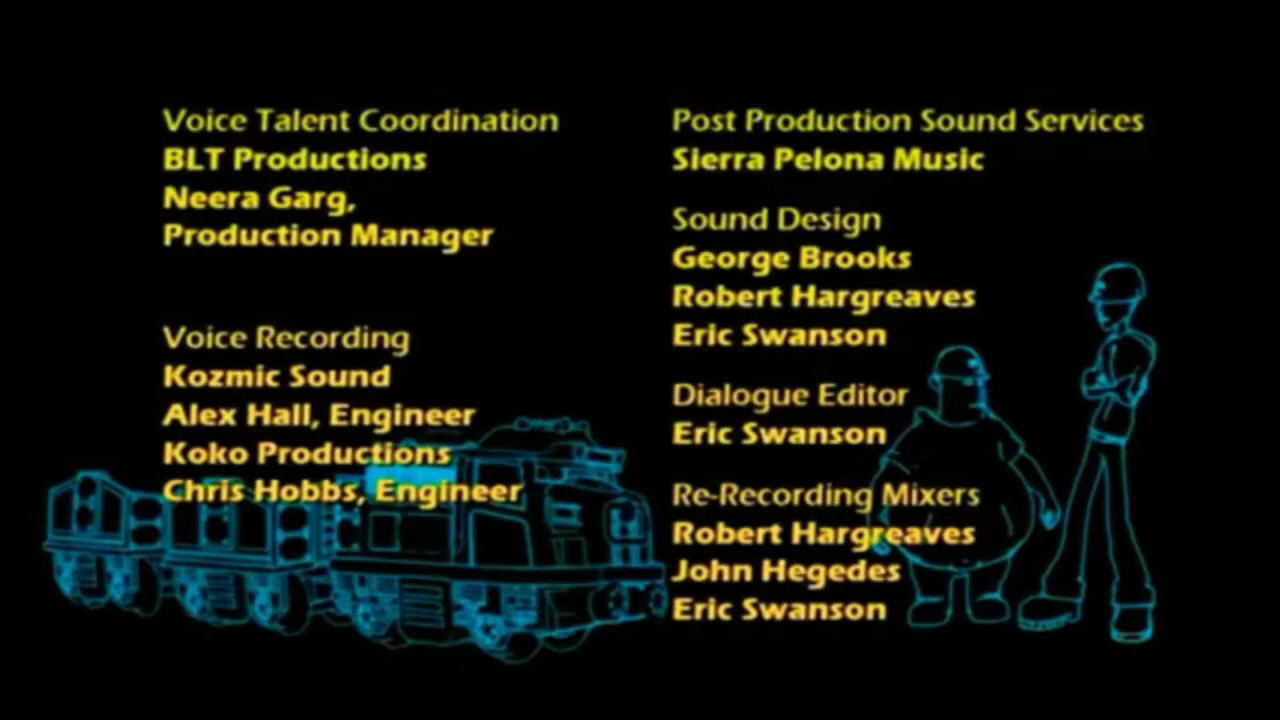 Voice Talent Coordination
BLT Productions
Neera Garg,
Production Manager
Voice Recording
Kozmic Sound
Alex Hall, Engineer
Koko Productions
Chris Hobbs, Engineer
Post Production Sound Services
Sierra Pelona Music
Sound Design
George Brooks
Robert Hargreaves
Eric Swanson
Dialogue Editor
Eric Swanson
Re-Recording Mixers
Robert Hargreaves
John Hegedes
Eric Swanson